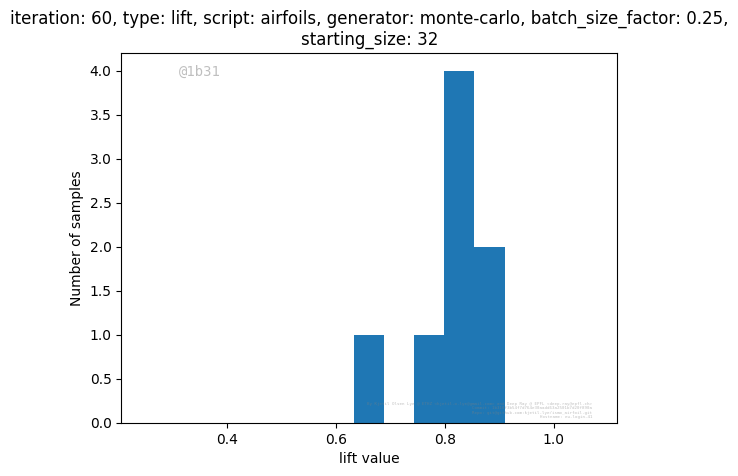 iteration: 60, type: lift, script: airfoils, generator: monte-carlo, batch_size_factor: 0.25,
starting_size: 32
@1b31
4.0
3.5
3.0
2.5
2.0
1.5
1.0
0.5
0.0
Number of samples
0.4 0.6 0.8 1.0
lift value